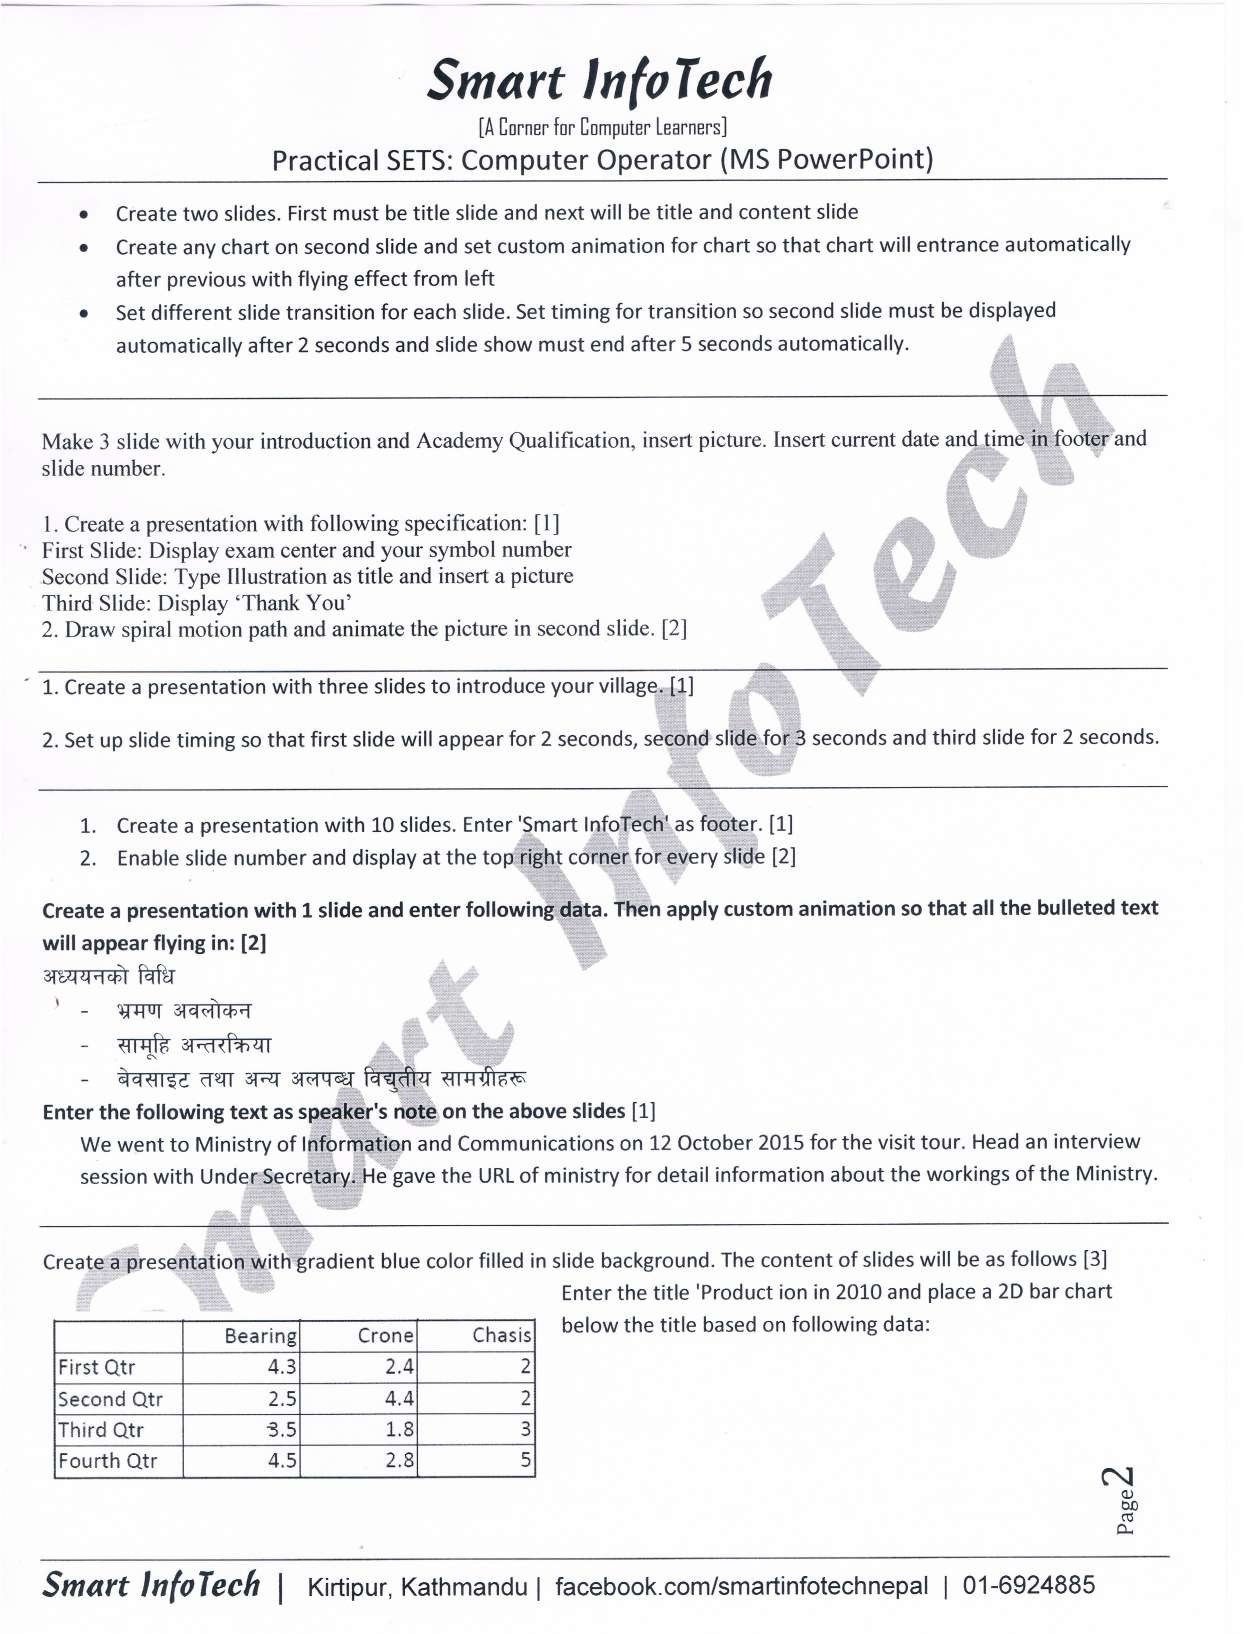 Smart InfoTech
[A Corner for Computer Learners]
Practical SETS: Computer Operator (MS PowerPoint)
• Create two slides. First must be title slide and next will be title and content slide
• Create any chart on second slide and set custom animation for chart so that chart will entrance automatically
after previous with flying effect from left
• Set different slide transition for each slide. Set timing for transition so second slide must be displayed
automatically after 2 seconds and slide show must end after 5 seconds automatically.
Make 3 slide with your introduction and Academy Qualification, insert picture. Insert current date and time in footer and
slide number.
1. Create a presentation with following specification: [1]
First Slide: Display exam center and your symbol number
Second Slide: Type Illustration as title and insert a picture
Third Slide: Display ‘Thank You’
2. Draw spiral motion path and animate the picture in second slide. [2]
1. Create a presentation with three slides to introduce your village. [1]
2. Set up slide timing so that first slide will appear for 2 seconds, second slide for 3 seconds and third slide for 2 seconds.
1. Create a presentation with 10 slides. Enter 'Smart InfoTech' as footer. [1]
2. Enable slide number and display at the top right corner for every slide [2]
Create a presentation with 1 slide and enter following data. Then apply custom animation so that all the bulleted text
will appear flying in: [2]
अध्ययनको विधि
- भ्रमण अवलोकन
- सामूहि अन्तरक्रिया
- बेवसाइट तथा अन्य अलपब्ध विद्युतीय सामग्रीहरू
Enter the following text as speaker's note on the above slides [1]
We went to Ministry of Information and Communications on 12 October 2015 for the visit tour. Head an interview
session with Under Secretary. He gave the URL of ministry for detail information about the workings of the Ministry.
Create a presentation with gradient blue color filled in slide background. The content of slides will be as follows [3]
Enter the title 'Product ion in 2010 and place a 2D bar chart
below the title based on following data:
Bearing Crone Chasis
First Qtr 4.3 2.4 2
Second Qtr 2.5 4.4 2
Third Qtr 3.5 1.8 3
Fourth Qtr 4.5 2.8 5
Page 2
Smart InfoTech | Kirtipur, Kathmandu | facebook.com/smartinfotechnepal | 01-6924885
Smart InfoTech